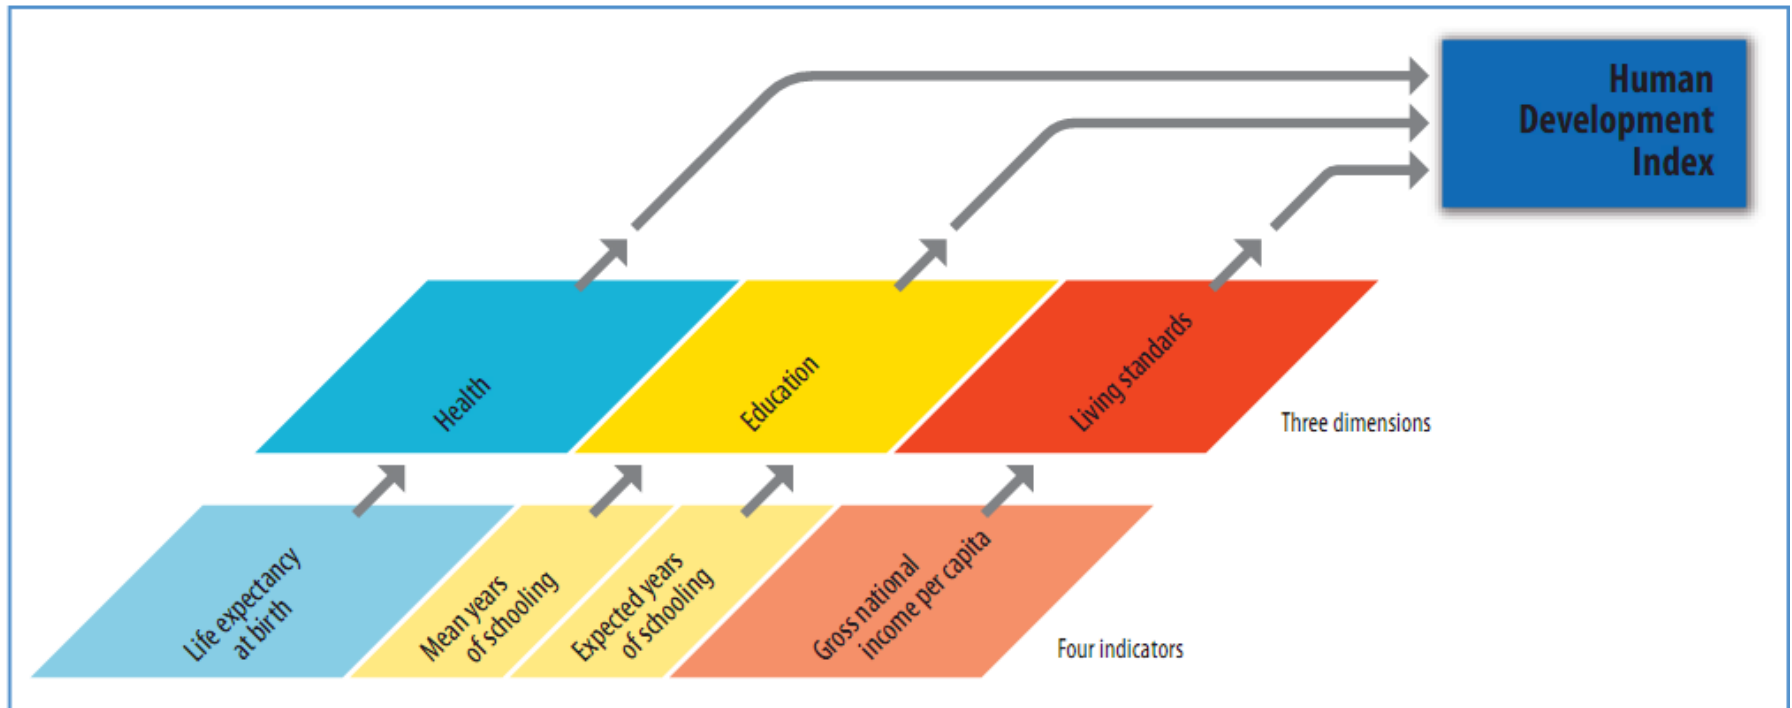 Human
Development
Index
Health
Education
Living standards
Three dimensions
Life expectancy
at birth
Mean years
of schooling
Expected years
of schooling
Gross national
income per capita
Four indicators